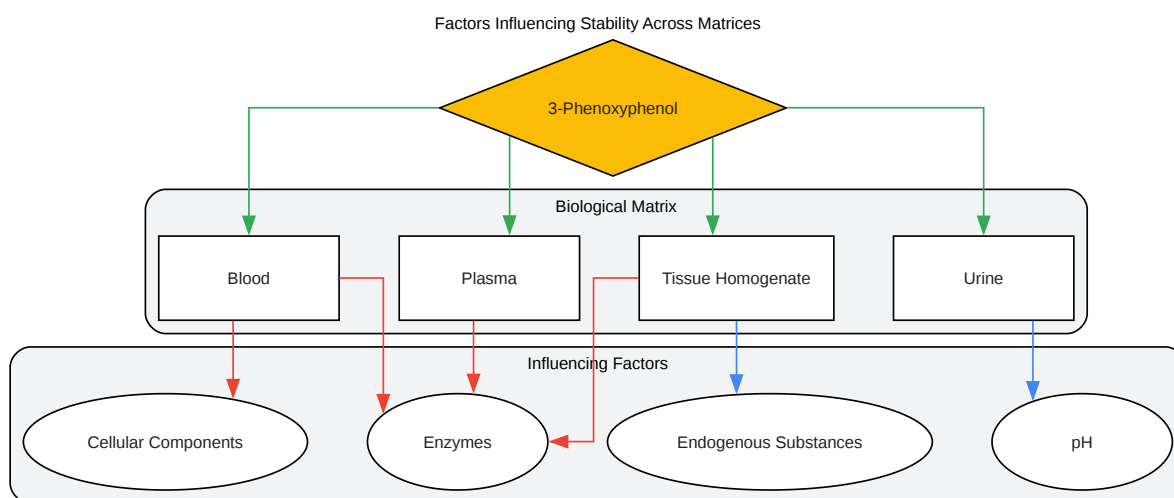 Factors Influencing Stability Across Matrices
3-Phenoxyphenol
Biological Matrix
Blood
Plasma
Tissue Homogenate
Urine
Influencing Factors
Cellular Components
Enzymes
Endogenous Substances
pH